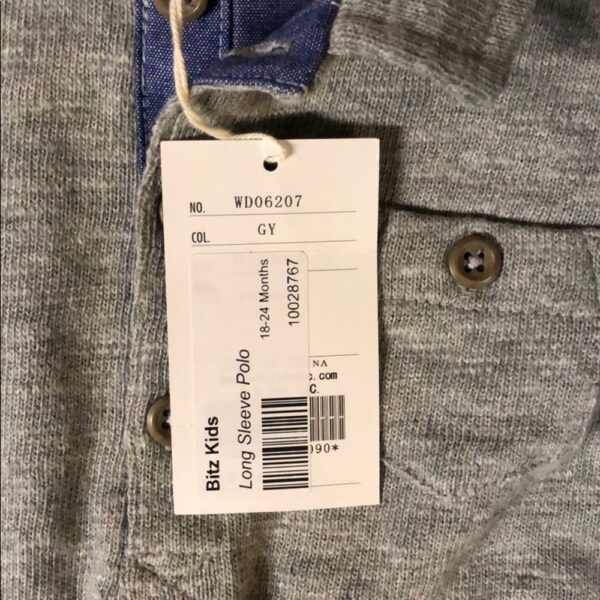 NO. WD06207
COL. GY
Bitz Kids
Long Sleeve Polo
18-24 Months
10028767
NA
c.com
C.
090*